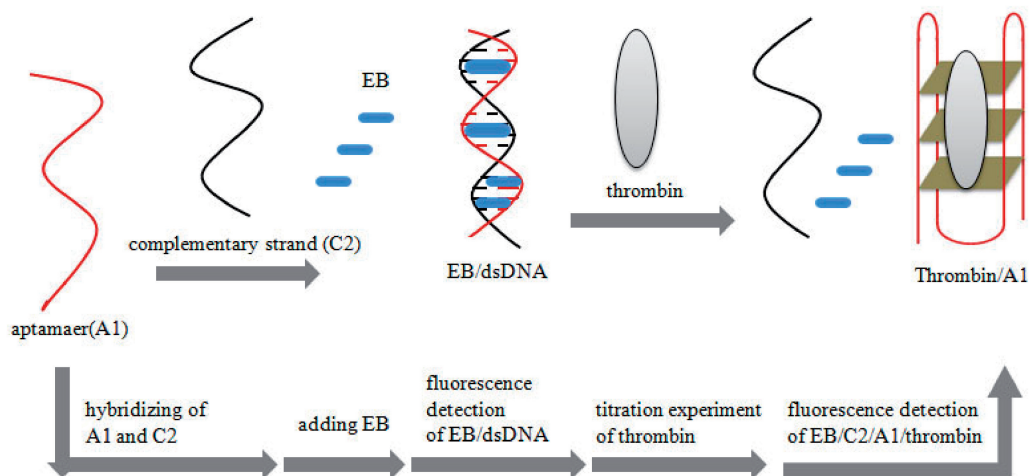 EB
thrombin
complementary strand (C2)
EB/dsDNA
Thrombin/A1
aptamaer(A1)
hybridizing of
A1 and C2
adding EB
fluorescence
detection
of EB/dsDNA
titration experiment
of thrombin
fluorescence detection
of EB/C2/A1/thrombin